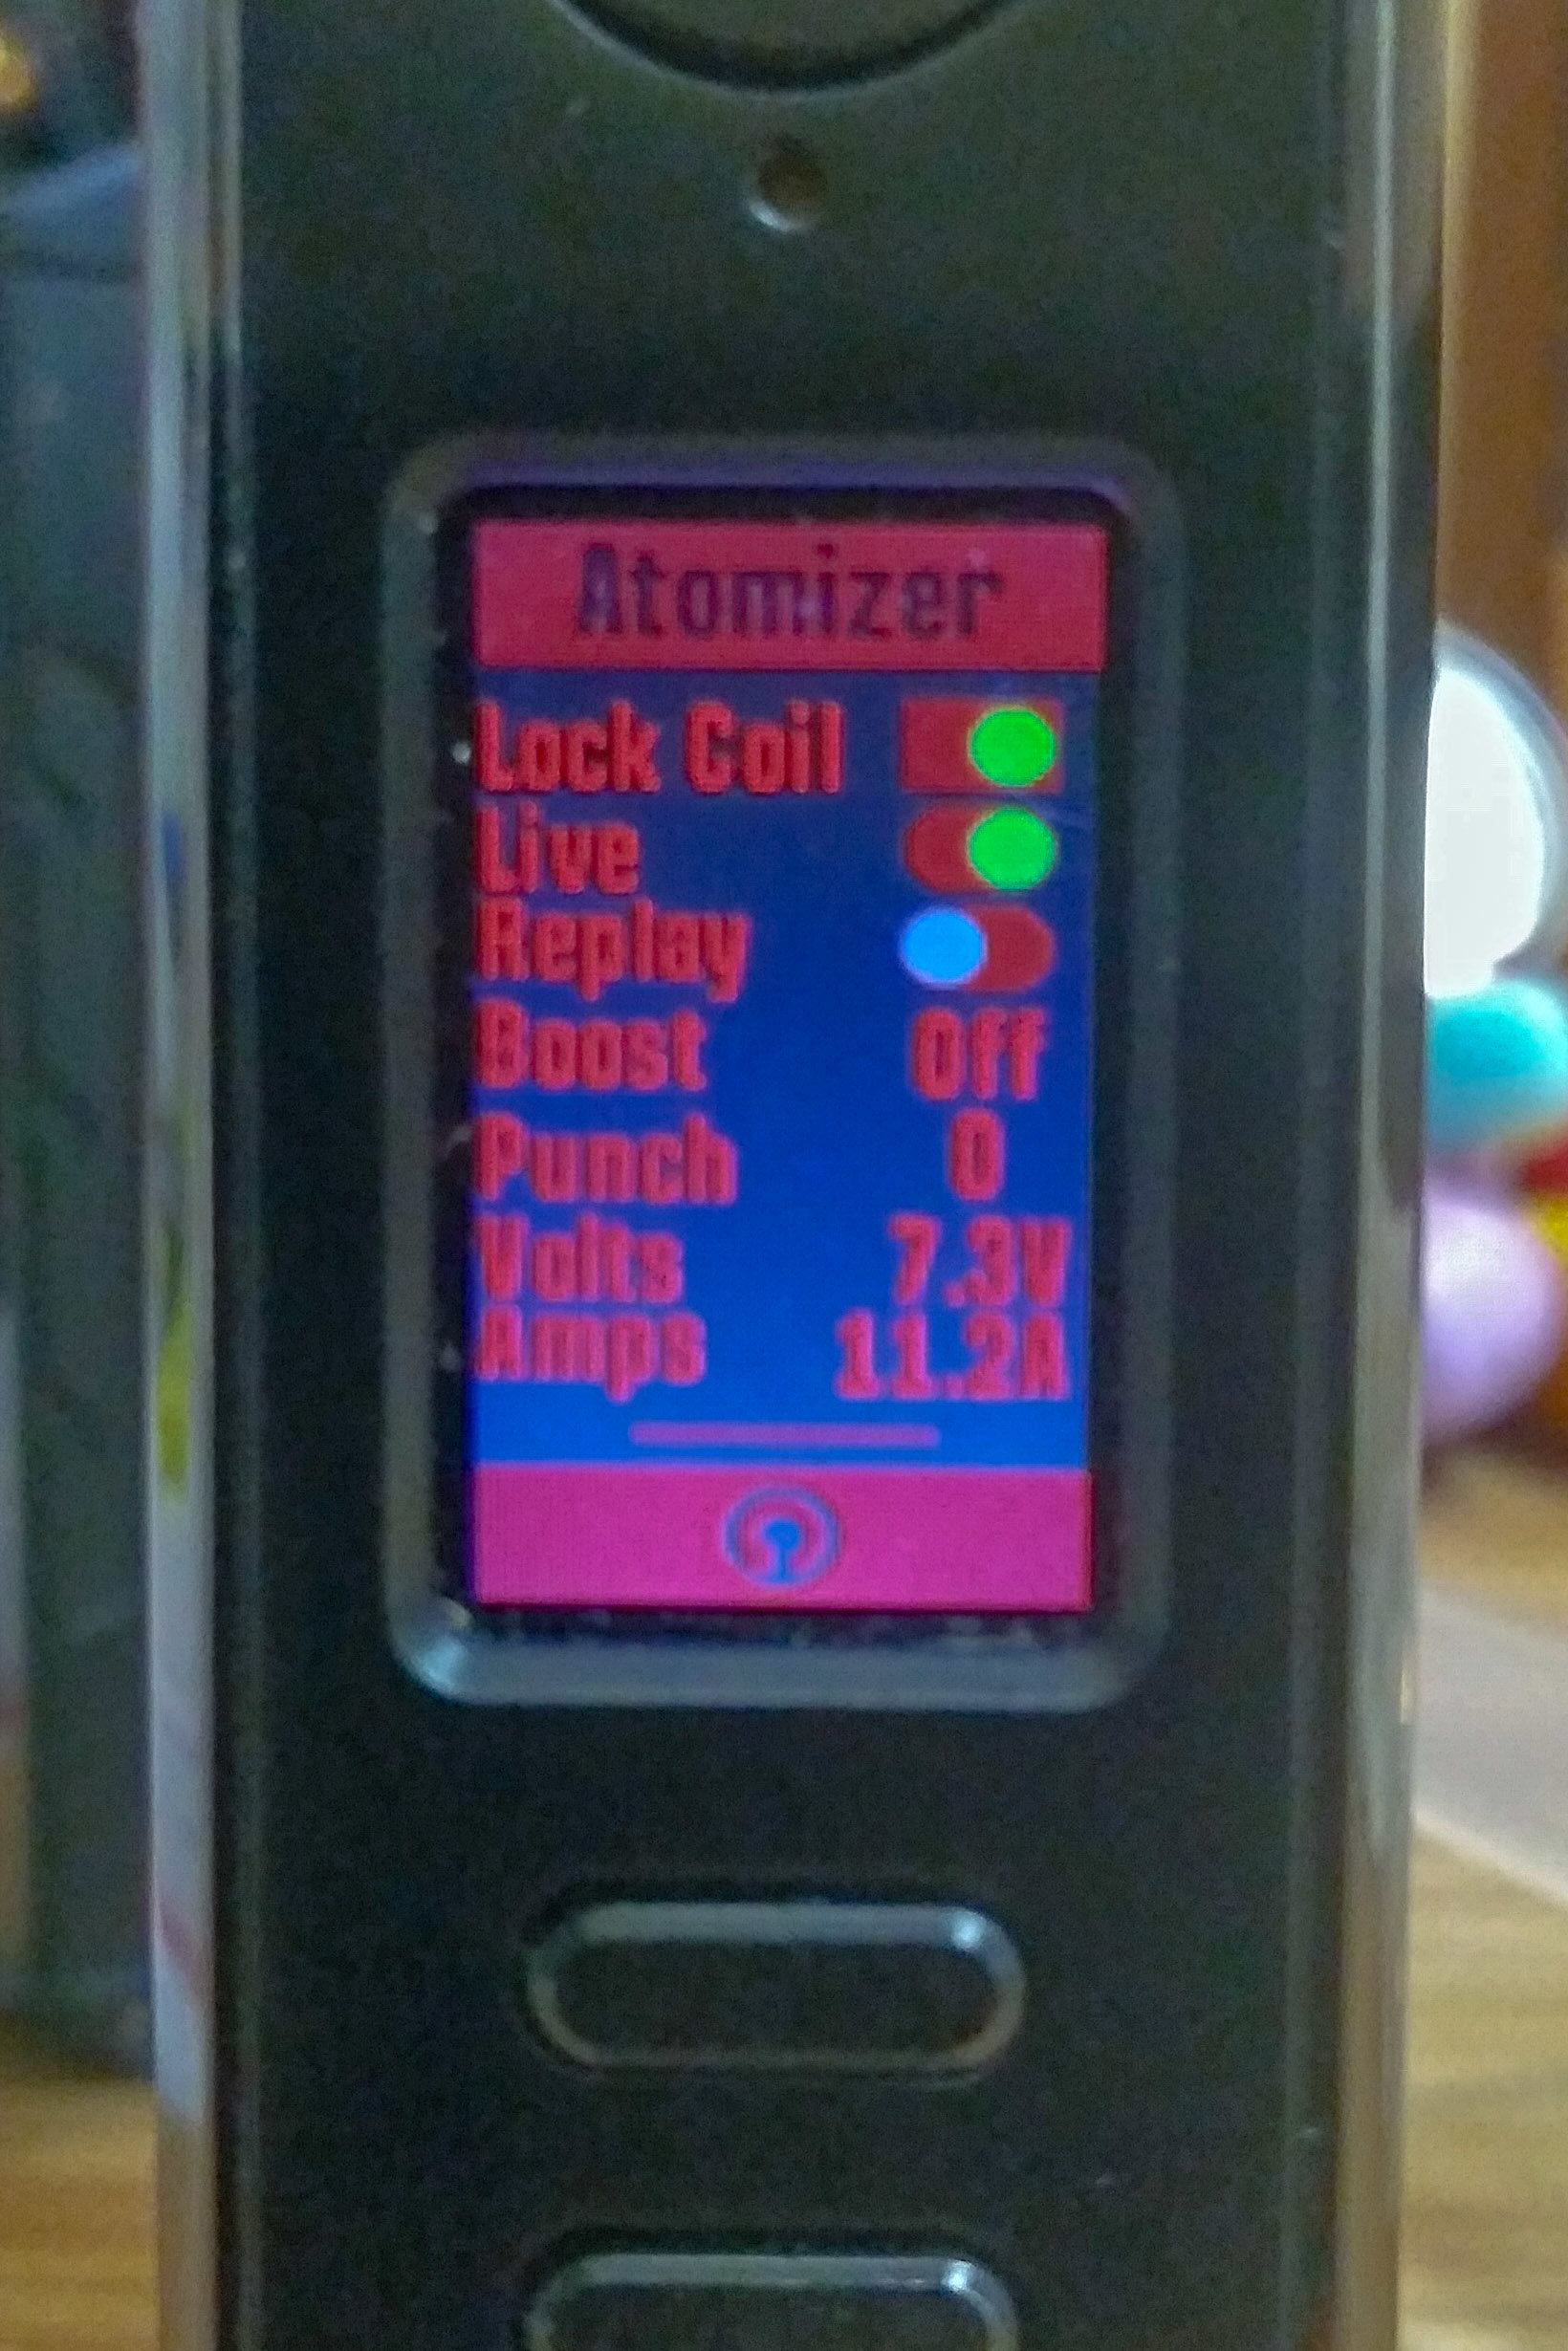 Atomizer
Lock Coil
Live
Replay
Boost Off
Punch 0
Volts 7.3V
Amps 11.2A